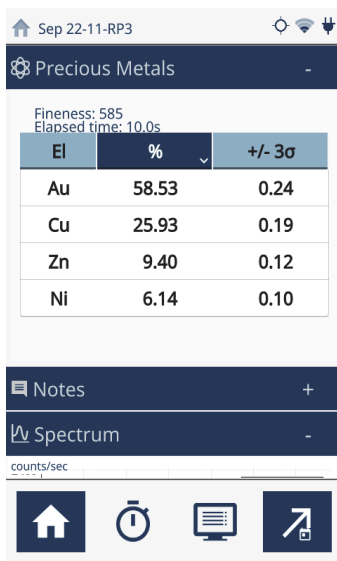 Sep 22-11-RP3
Precious Metals -
Fineness: 585
Elapsed time: 10.0s
El % +/- 3σ
Au 58.53 0.24
Cu 25.93 0.19
Zn 9.40 0.12
Ni 6.14 0.10
Notes +
Spectrum -
counts/sec